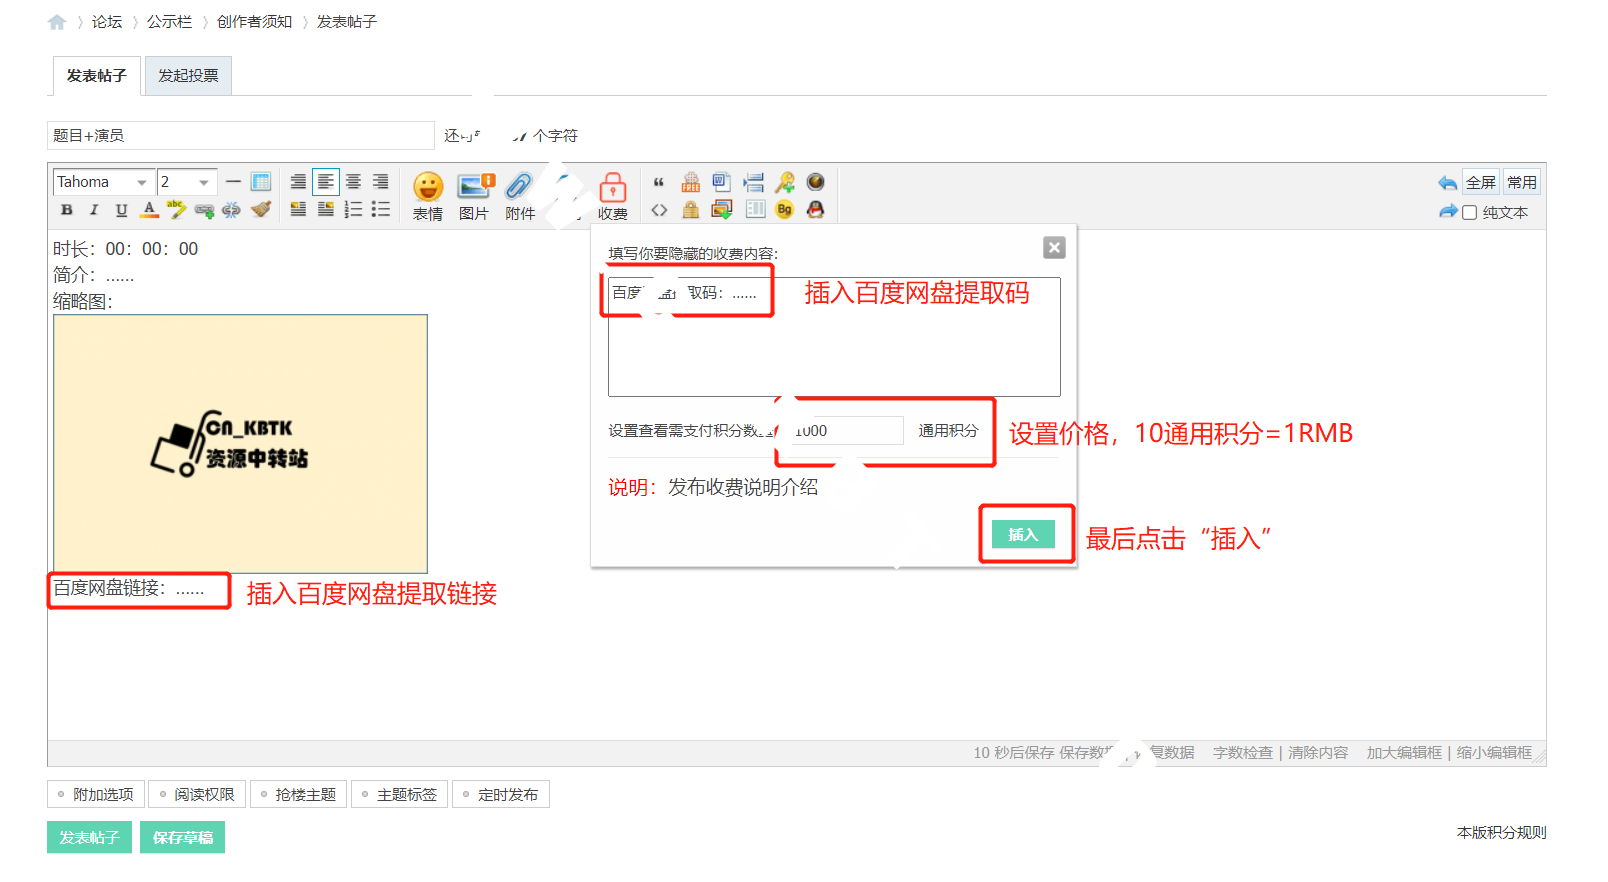 论坛 公示栏 创作者须知 发表帖子
发表帖子 发起投票
题目+演员 还 个字符
Tahoma 2 全屏 常用
B I U A abc 表情 图片 附件 收费 FREE W Bg 纯文本
时长：00：00：00
简介：......
缩略图：
Cn_KBTK
资源中转站
百度网盘链接：...... 插入百度网盘提取链接
填写你要隐藏的收费内容:
百度 取码：...... 插入百度网盘提取码
设置查看需支付积分数 1000 通用积分 设置价格，10通用积分=1RMB
说明：发布收费说明介绍
插入 最后点击“插入”
10 秒后保存 保存数据 | 恢复数据 字数检查 | 清除内容 加大编辑框 | 缩小编辑框
附加选项 阅读权限 抢楼主题 主题标签 定时发布
发表帖子 保存草稿 本版积分规则